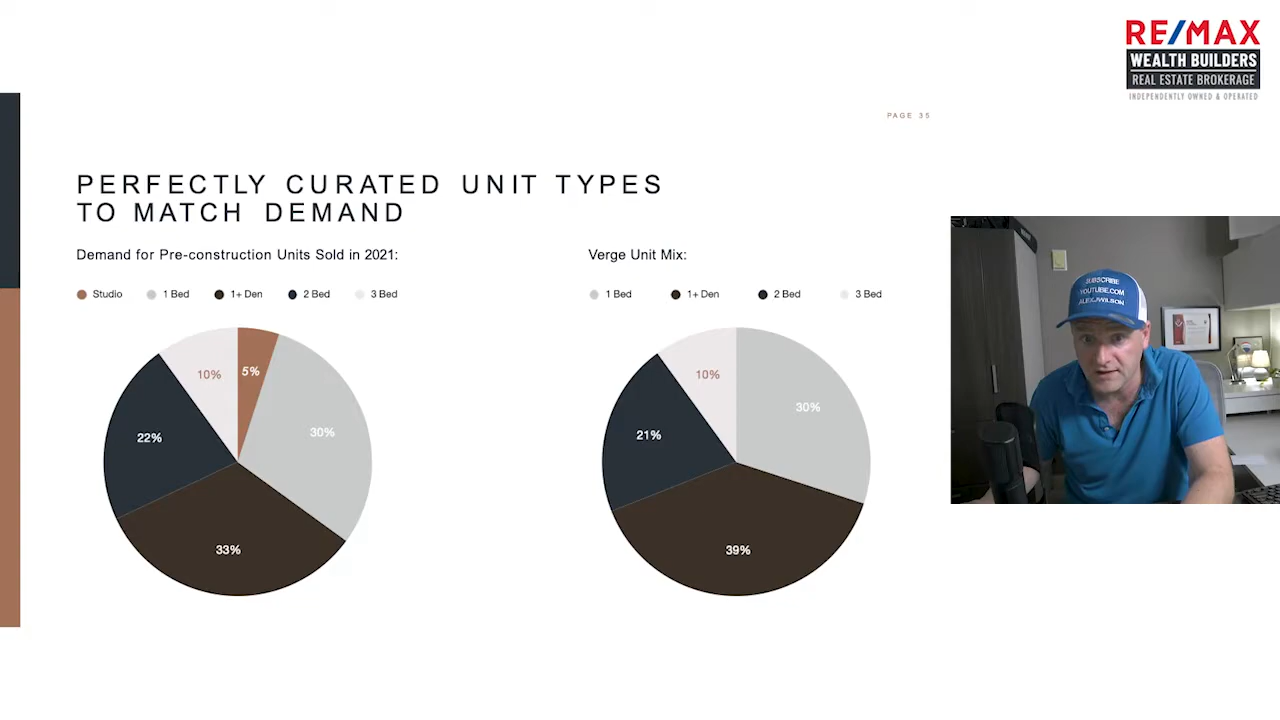 RE/MAX
WEALTH BUILDERS
REAL ESTATE BROKERAGE
INDEPENDENTLY OWNED & OPERATED
PAGE 35
PERFECTLY CURATED UNIT TYPES
TO MATCH DEMAND
Demand for Pre-construction Units Sold in 2021:
Studio 1 Bed 1+ Den 2 Bed 3 Bed
10% 5%
30%
22%
33%
Verge Unit Mix:
1 Bed 1+ Den 2 Bed 3 Bed
10%
30%
21%
39%
SUBSCRIBE
YOUTUBE.COM
ALEXJWILSON